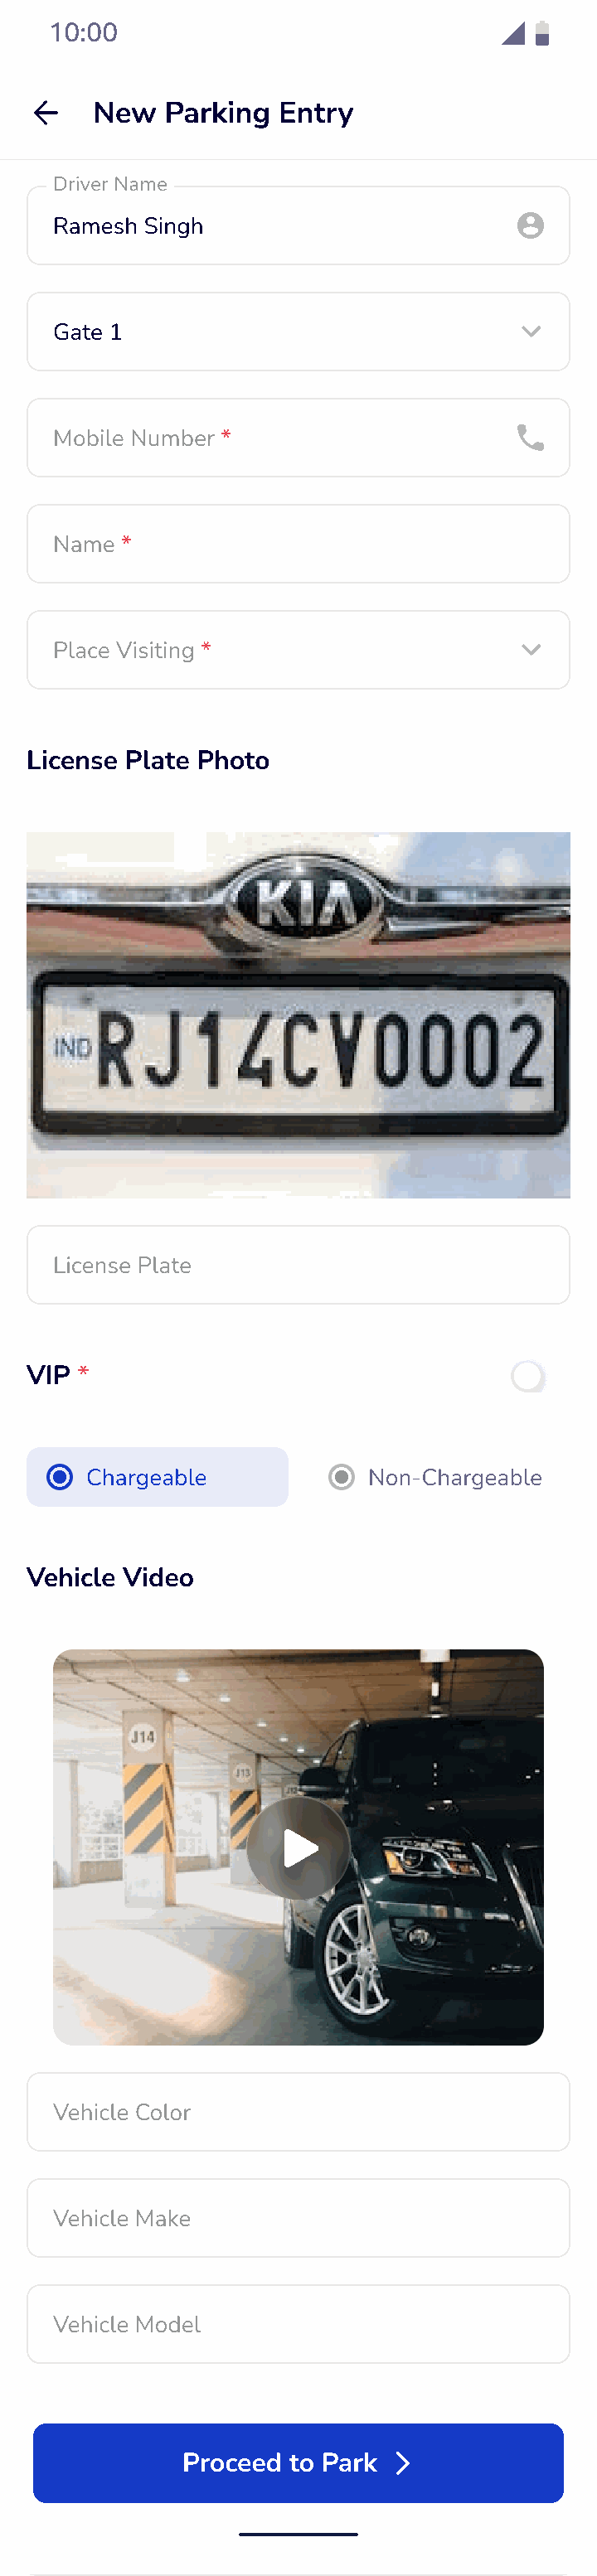 10:00
New Parking Entry
Driver Name
Ramesh Singh
Gate 1
Mobile Number *
Name *
Place Visiting *
License Plate Photo
KIA
IND RJ14CV0002
License Plate
VIP *
Chargeable
Non-Chargeable
Vehicle Video
J14
J13
J12
Vehicle Color
Vehicle Make
Vehicle Model
Proceed to Park